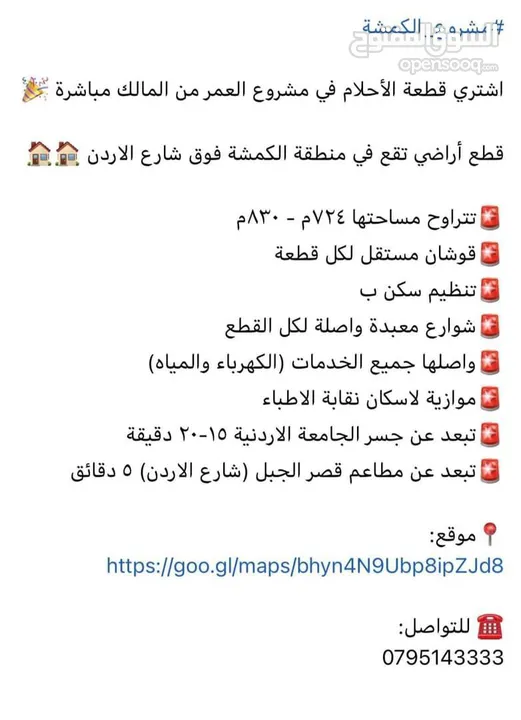 #مشروع_الكمشة
السوق المفتوح
opensooq.com
اشتري قطعة الأحلام في مشروع العمر من المالك مباشرة 🎉
قطع أراضي تقع في منطقة الكمشة فوق شارع الاردن 🏠🏠
🚨تتراوح مساحتها ٧٢٤م - ٨٣٠م
🚨قوشان مستقل لكل قطعة
🚨تنظيم سكن ب
🚨شوارع معبدة واصلة لكل القطع
🚨واصلها جميع الخدمات (الكهرباء والمياه)
🚨موازية لاسكان نقابة الاطباء
🚨تبعد عن جسر الجامعة الاردنية ١٥-٢٠ دقيقة
🚨تبعد عن مطاعم قصر الجبل (شارع الاردن) ٥ دقائق
📍موقع:
https://goo.gl/maps/bhyn4N9Ubp8ipZJd8
☎️ للتواصل:
0795143333